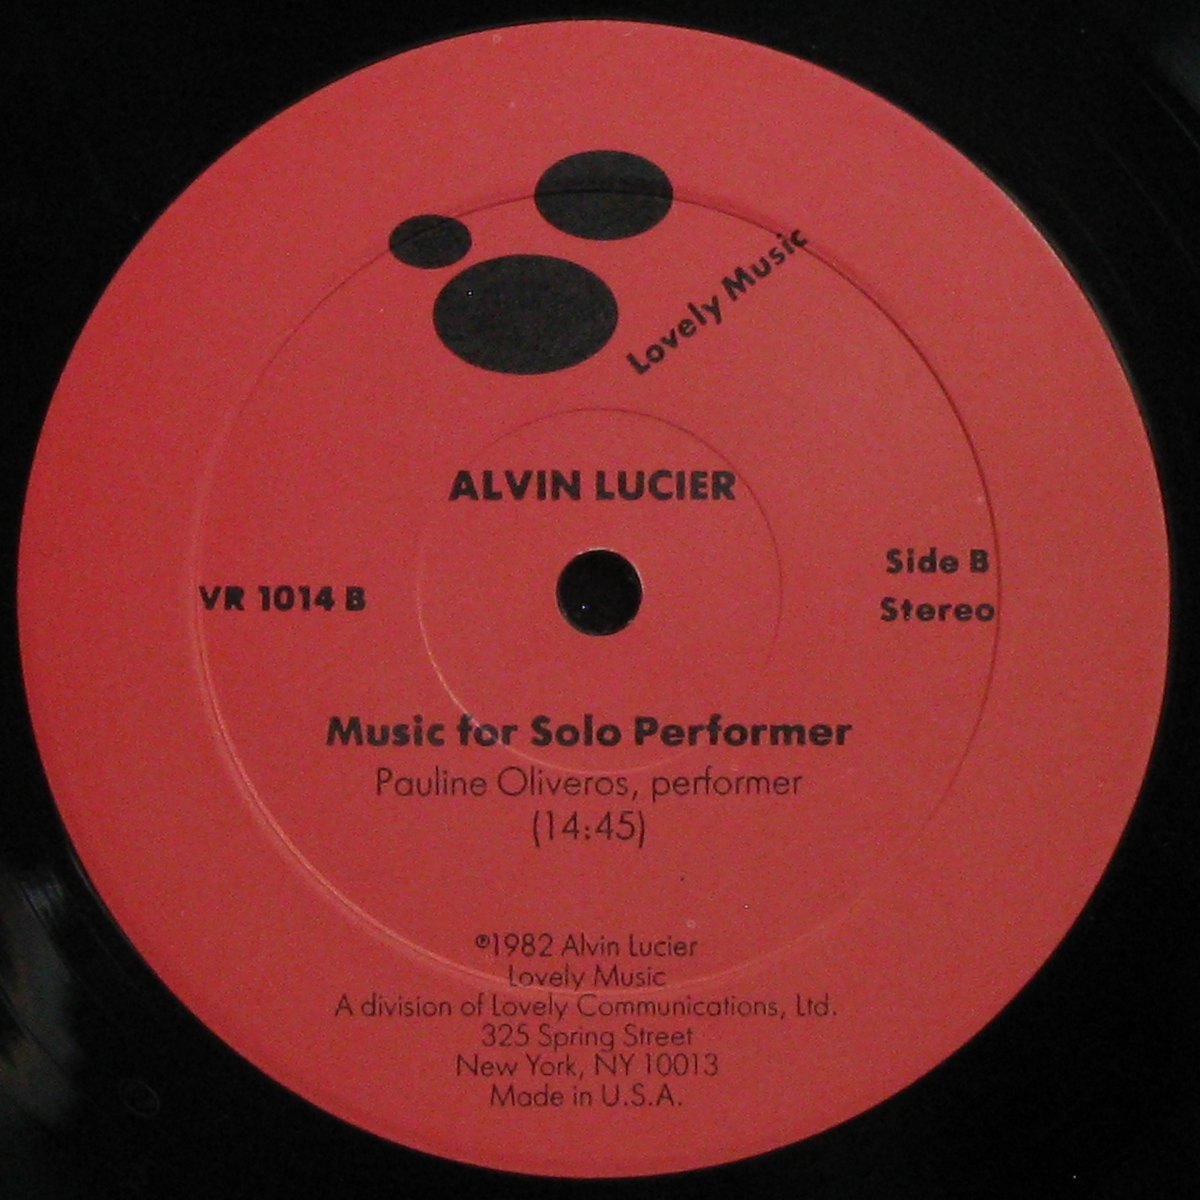 Lovely Music
ALVIN LUCIER
VR 1014 B
Side B
Stereo
Music for Solo Performer
Pauline Oliveros, performer
(14:45)
℗1982 Alvin Lucier
Lovely Music
A division of Lovely Communications, Ltd.
325 Spring Street
New York, NY 10013
Made in U.S.A.